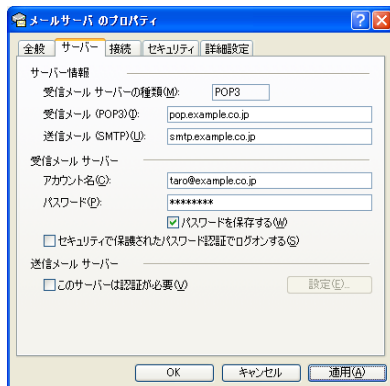 メールサーバ のプロパティ
全般 サーバー 接続 セキュリティ 詳細設定
サーバー情報
受信メール サーバーの種類(M): POP3
受信メール (POP3)(I): pop.example.co.jp
送信メール (SMTP)(U): smtp.example.co.jp
受信メール サーバー
アカウント名(C): taro@example.co.jp
パスワード(P): ********
パスワードを保存する(W)
セキュリティで保護されたパスワード認証でログオンする(S)
送信メール サーバー
このサーバーは認証が必要(V) 設定(E)...
OK キャンセル 適用(A)